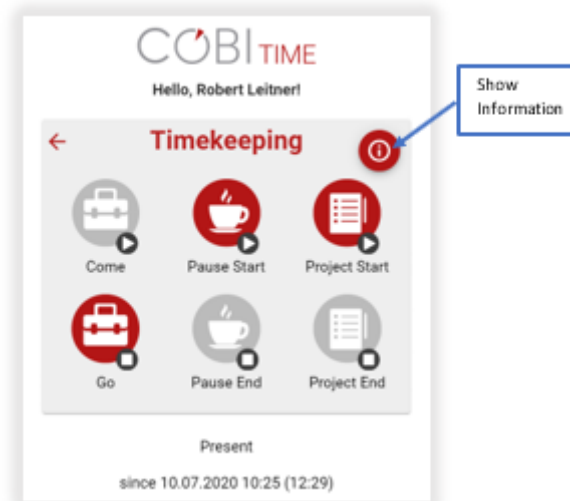 COBI TIME
Hello, Robert Leitner!
Show
Information
Timekeeping
Come
Pause Start
Project Start
Go
Pause End
Project End
Present
since 10.07.2020 10:25 (12:29)